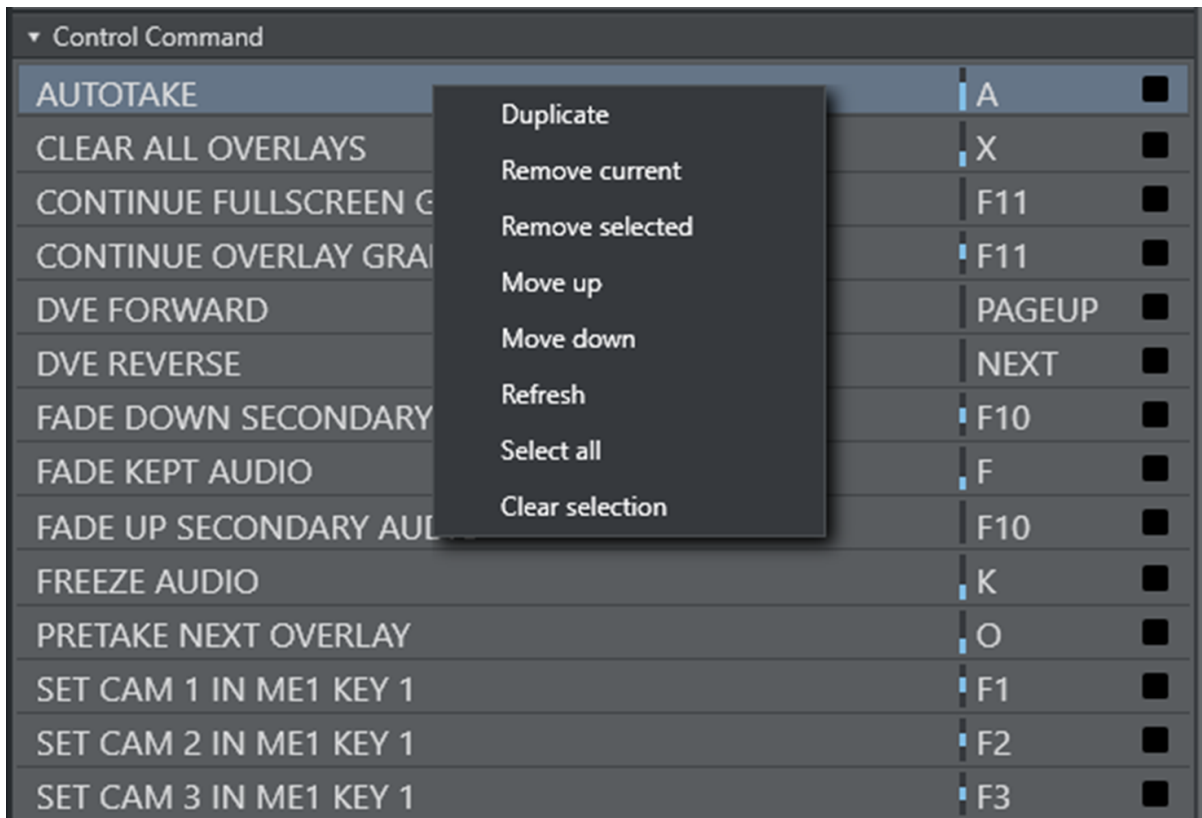 Control Command
AUTOTAKE A
CLEAR ALL OVERLAYS X
CONTINUE FULLSCREEN F11
CONTINUE OVERLAY F11
DVE FORWARD PAGEUP
DVE REVERSE NEXT
FADE DOWN SECONDARY F10
FADE KEPT AUDIO F
FADE UP SECONDARY F10
FREEZE AUDIO K
PRETAKE NEXT OVERLAY O
SET CAM 1 IN ME1 KEY 1 F1
SET CAM 2 IN ME1 KEY 1 F2
SET CAM 3 IN ME1 KEY 1 F3
Duplicate
Remove current
Remove selected
Move up
Move down
Refresh
Select all
Clear selection